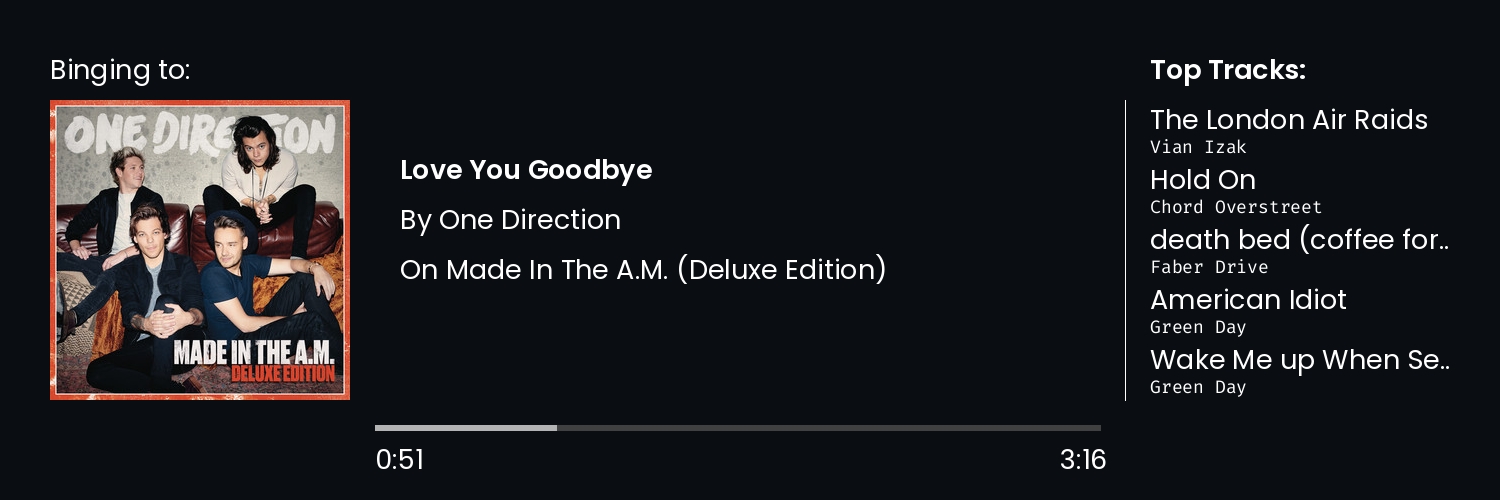 Binging to:
ONE DIRECTION
MADE IN THE A.M.
DELUXE EDITION
Love You Goodbye
By One Direction
On Made In The A.M. (Deluxe Edition)
0:51
3:16
Top Tracks:
The London Air Raids
Vian Izak
Hold On
Chord Overstreet
death bed (coffee for..
Faber Drive
American Idiot
Green Day
Wake Me up When Se..
Green Day